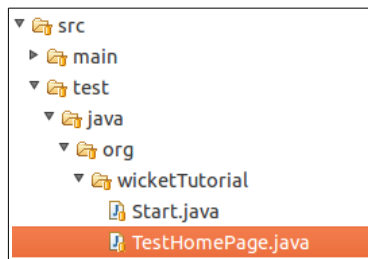 src
main
test
java
org
wicketTutorial
Start.java
TestHomePage.java